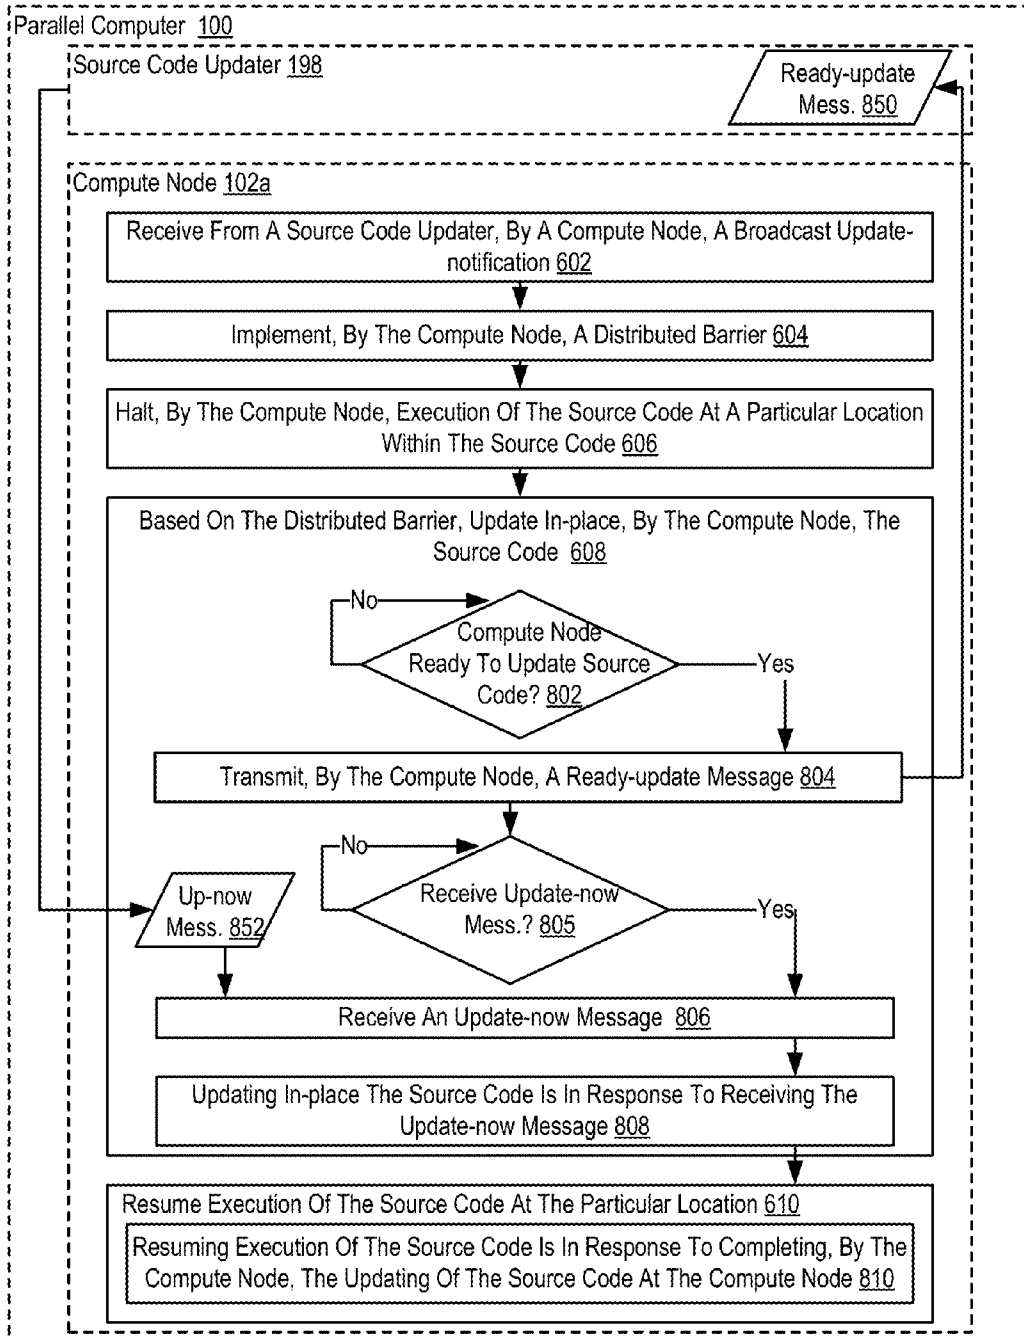 Parallel Computer 100
Source Code Updater 198
Ready-update
Mess. 850
Compute Node 102a
Receive From A Source Code Updater, By A Compute Node, A Broadcast Update-
notification 602
Implement, By The Compute Node, A Distributed Barrier 604
Halt, By The Compute Node, Execution Of The Source Code At A Particular Location
Within The Source Code 606
Based On The Distributed Barrier, Update In-place, By The Compute Node, The
Source Code 608
No
Compute Node
Ready To Update Source
Code? 802
Yes
Transmit, By The Compute Node, A Ready-update Message 804
No
Receive Update-now
Mess.? 805
Yes
Up-now
Mess. 852
Receive An Update-now Message 806
Updating In-place The Source Code Is In Response To Receiving The
Update-now Message 808
Resume Execution Of The Source Code At The Particular Location 610
Resuming Execution Of The Source Code Is In Response To Completing, By The
Compute Node, The Updating Of The Source Code At The Compute Node 810